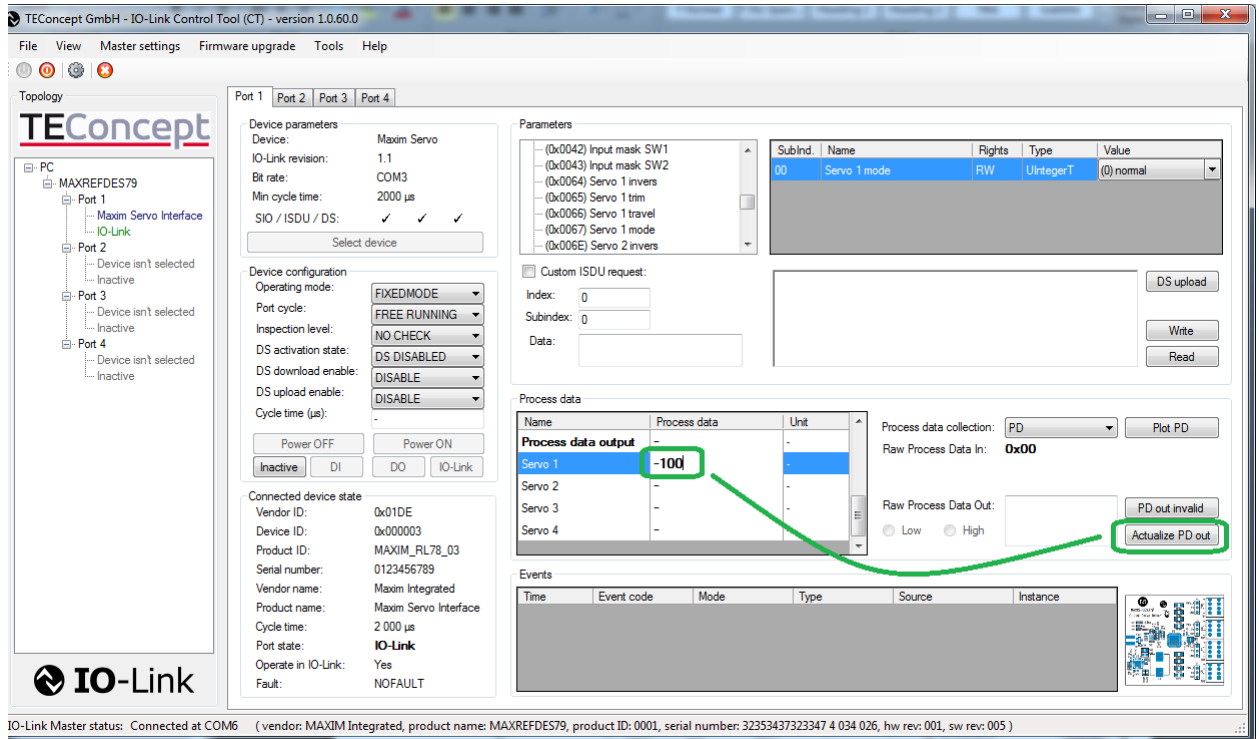 TEConcept GmbH - IO-Link Control Tool (CT) - version 1.0.60.0
File View Master settings Firmware upgrade Tools Help
Topology
TEConcept
PC
MAXREFDES79
Port 1
Maxim Servo Interface
IO-Link
Port 2
Device isn't selected
Inactive
Port 3
Device isn't selected
Inactive
Port 4
Device isn't selected
Inactive
IO-Link
Port 1 Port 2 Port 3 Port 4
Device parameters
Device: Maxim Servo
IO-Link revision: 1.1
Bit rate: COM3
Min cycle time: 2000 µs
SIO / ISDU / DS: ✓ ✓ ✓
Select device
Device configuration
Operating mode: FIXEDMODE
Port cycle: FREE RUNNING
Inspection level: NO CHECK
DS activation state: DS DISABLED
DS download enable: DISABLE
DS upload enable: DISABLE
Cycle time (µs): -
Power OFF Power ON
Inactive DI DO IO-Link
Connected device state
Vendor ID: 0x01DE
Device ID: 0x000003
Product ID: MAXIM_RL78_03
Serial number: 0123456789
Vendor name: Maxim Integrated
Product name: Maxim Servo Interface
Cycle time: 2 000 µs
Port state: IO-Link
Operate in IO-Link: Yes
Fault: NOFAULT
Parameters
(0x0042) Input mask SW1
(0x0043) Input mask SW2
(0x0064) Servo 1 invers
(0x0065) Servo 1 trim
(0x0066) Servo 1 travel
(0x0067) Servo 1 mode
(0x006E) Servo 2 invers
SubInd. Name Rights Type Value
00 Servo 1 mode RW UIntegerT (0) normal
Custom ISDU request:
Index: 0
Subindex: 0
Data:
DS upload
Write
Read
Process data
Name Process data Unit
Process data output - -
Servo 1 -100 -
Servo 2 - -
Servo 3 - -
Servo 4 - -
Process data collection: PD Plot PD
Raw Process Data In: 0x00
Raw Process Data Out: PD out invalid
Low High Actualize PD out
Events
Time Event code Mode Type Source Instance
IO-Link Master status: Connected at COM6 ( vendor: MAXIM Integrated, product name: MAXREFDES79, product ID: 0001, serial number: 32353437323347 4 034 026, hw rev: 001, sw rev: 005 )